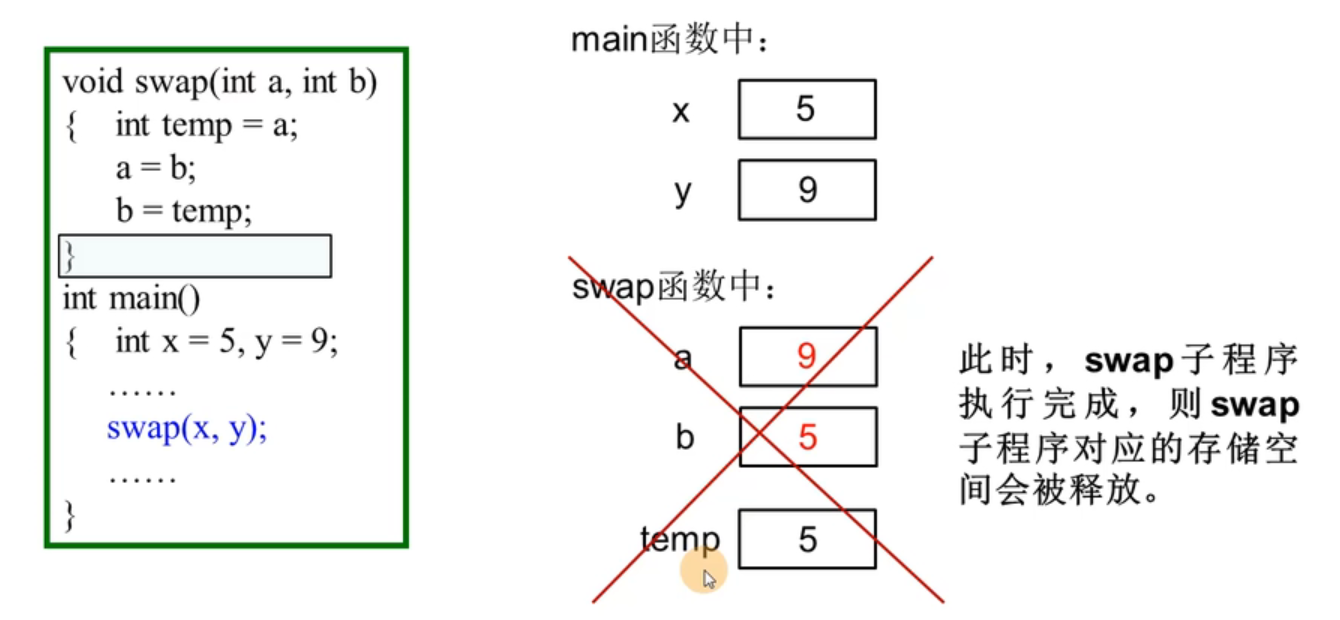 void swap(int a, int b)
{ int temp = a;
a = b;
b = temp;
}
int main()
{ int x = 5, y = 9;
……
swap(x, y);
……
}
main函数中：
x 5
y 9
swap函数中：
a 9
b 5
temp 5
此时，swap子程序
执行完成，则swap
子程序对应的存储空
间会被释放。